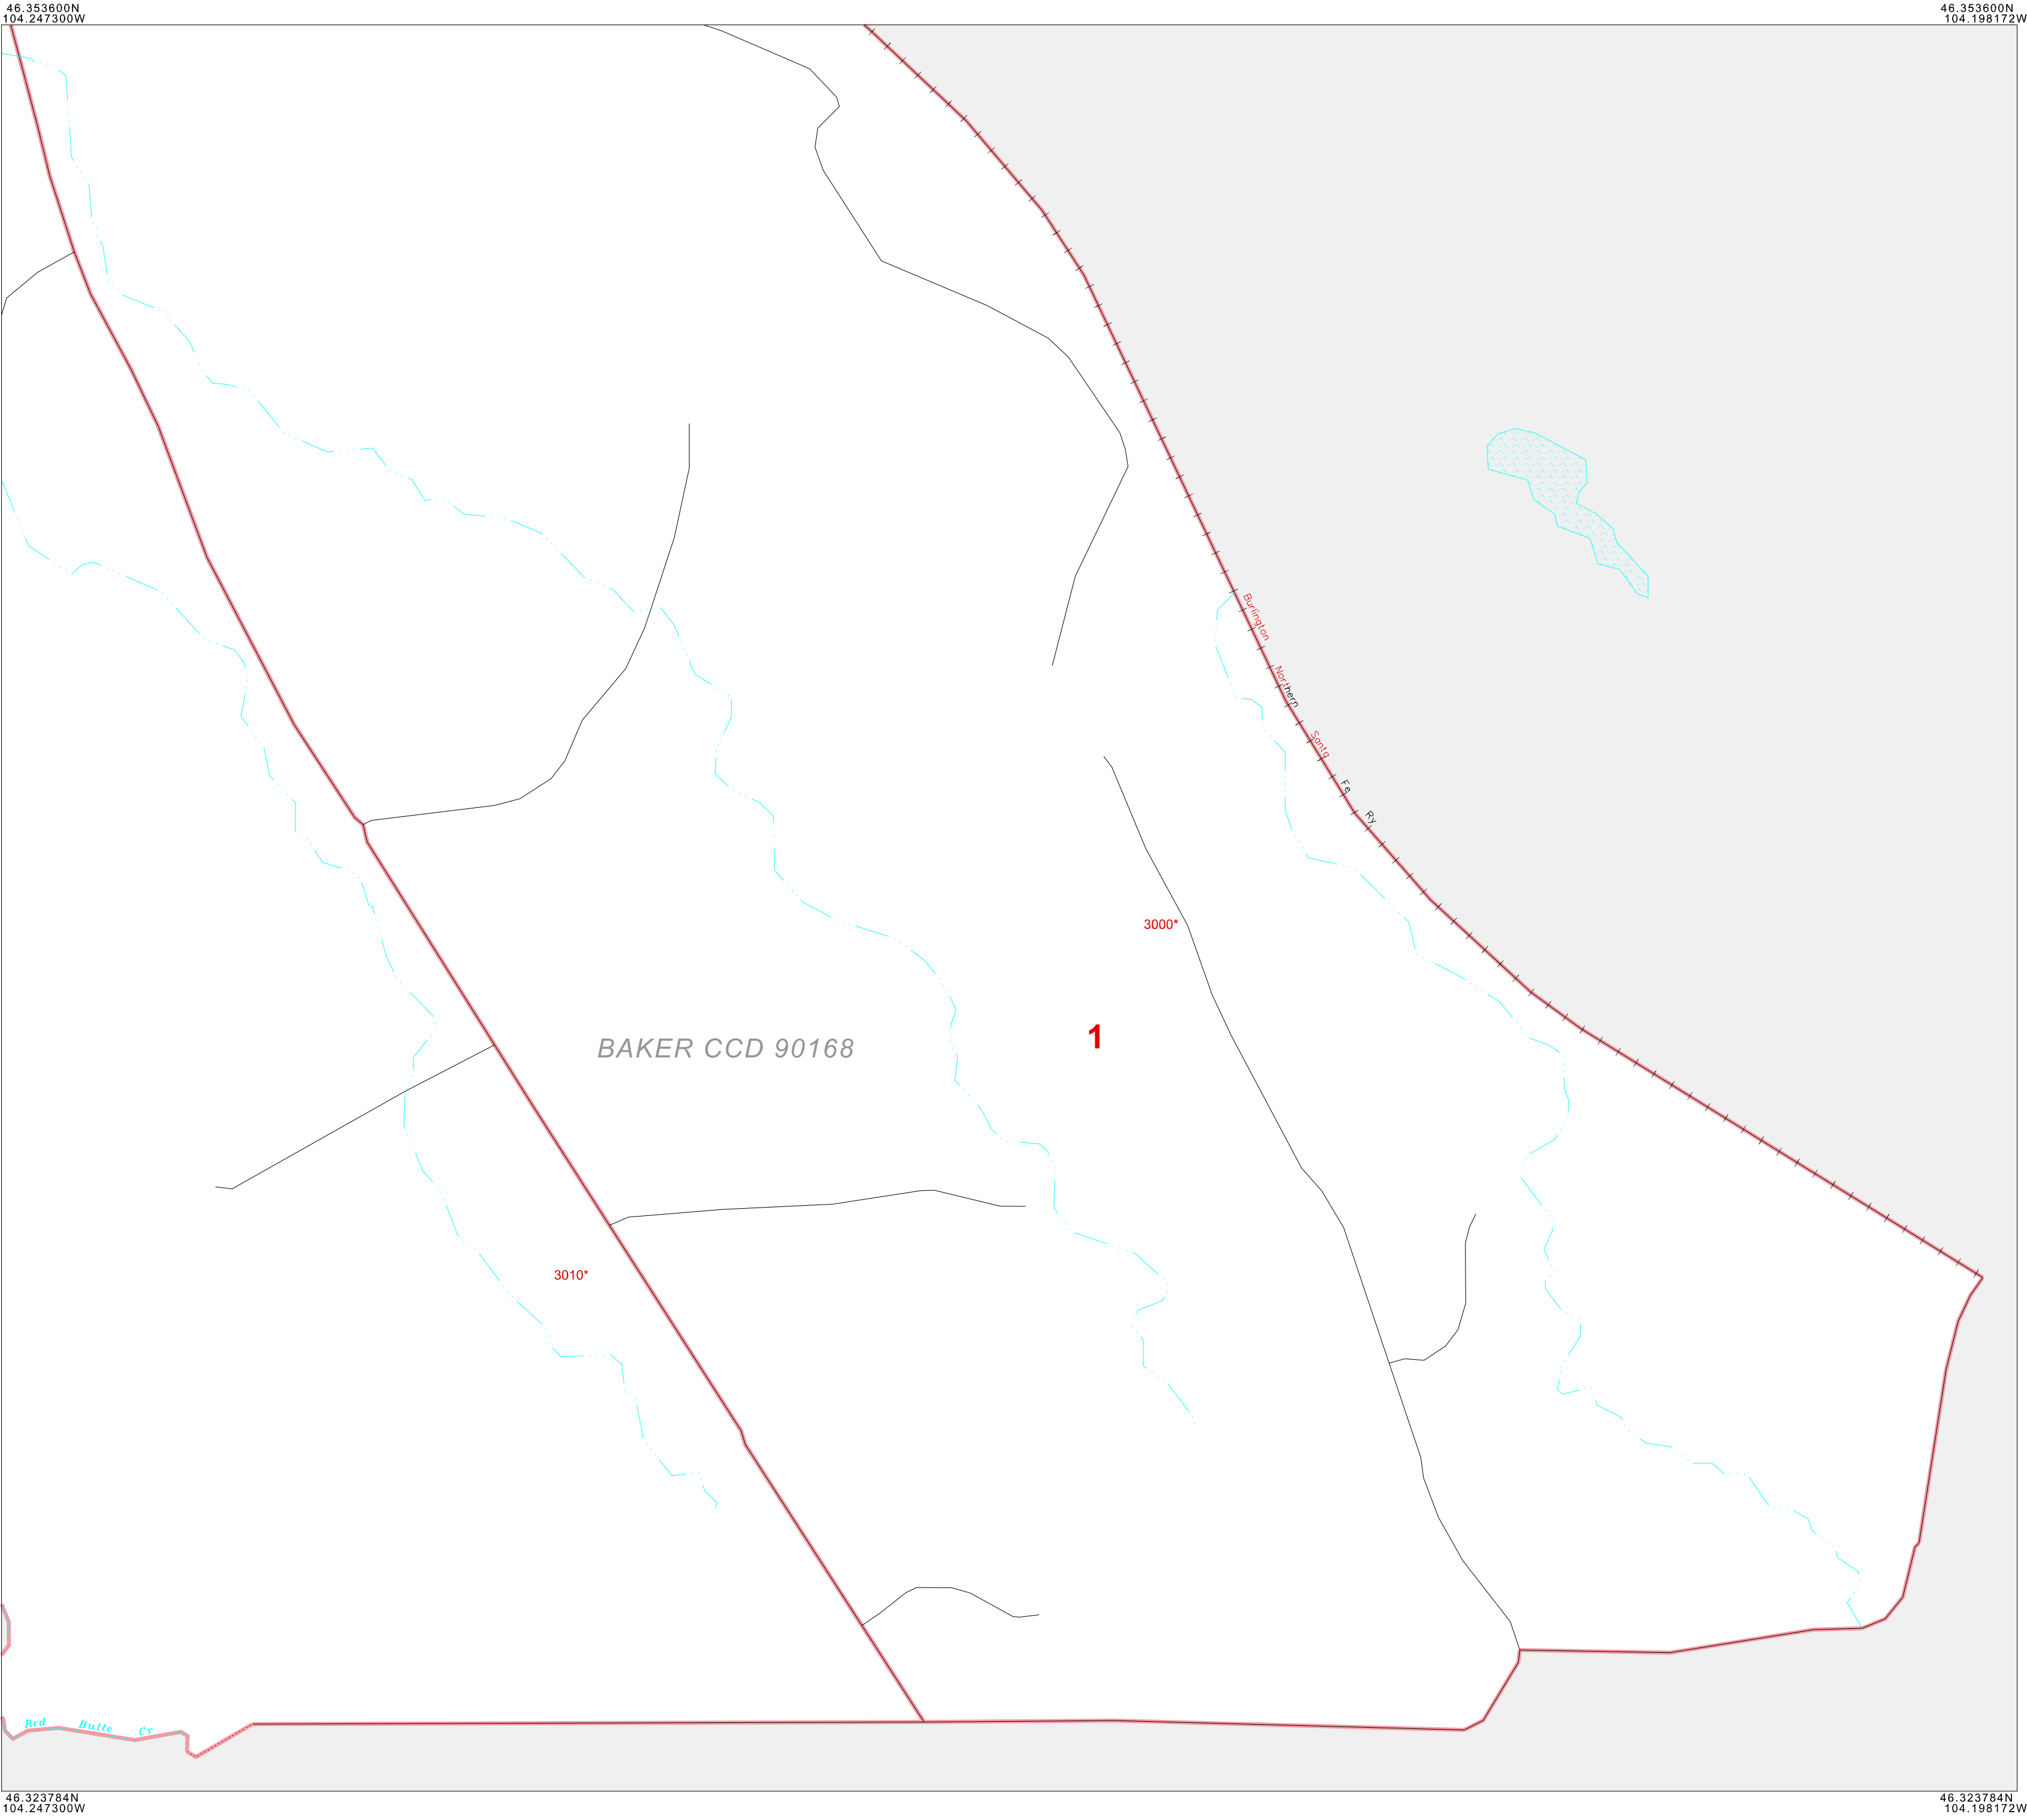 46.353600N
104.247300W
46.353600N
104.198172W
Burlington
Northern
Santa
Fe
Ry
3000*
1
BAKER CCD 90168
3010*
Red Butte Cr
46.323784N
104.247300W
46.323784N
104.198172W